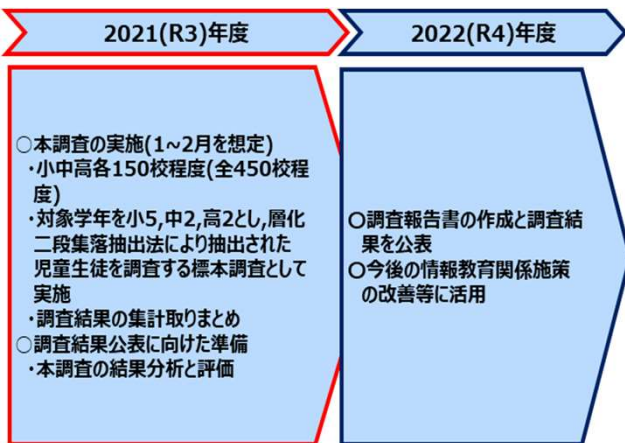 2021(R3)年度
2022(R4)年度
○本調査の実施(1~2月を想定)
・小中高各150校程度(全450校程
度)
・対象学年を小5,中2,高2とし,層化
二段集落抽出法により抽出された
児童生徒を調査する標本調査として
実施
・調査結果の集計取りまとめ
○調査結果公表に向けた準備
・本調査の結果分析と評価
○調査報告書の作成と調査結
果を公表
○今後の情報教育関係施策
の改善等に活用